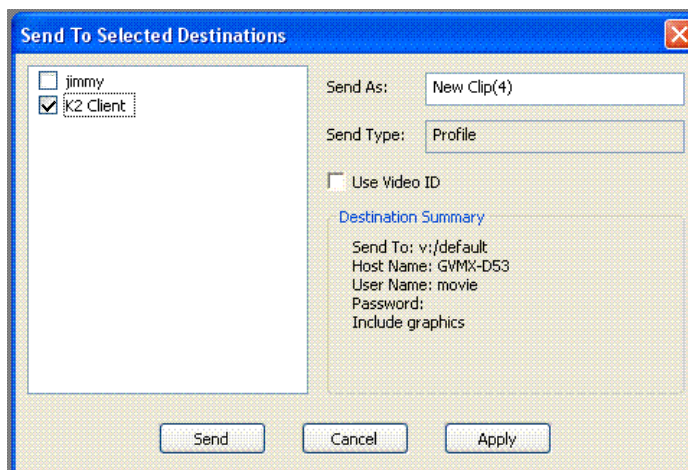 Send To Selected Destinations
jimmy
K2 Client
Send As: New Clip(4)
Send Type: Profile
Use Video ID
Destination Summary
Send To: v:/default
Host Name: GVMX-D53
User Name: movie
Password:
Include graphics
Send Cancel Apply